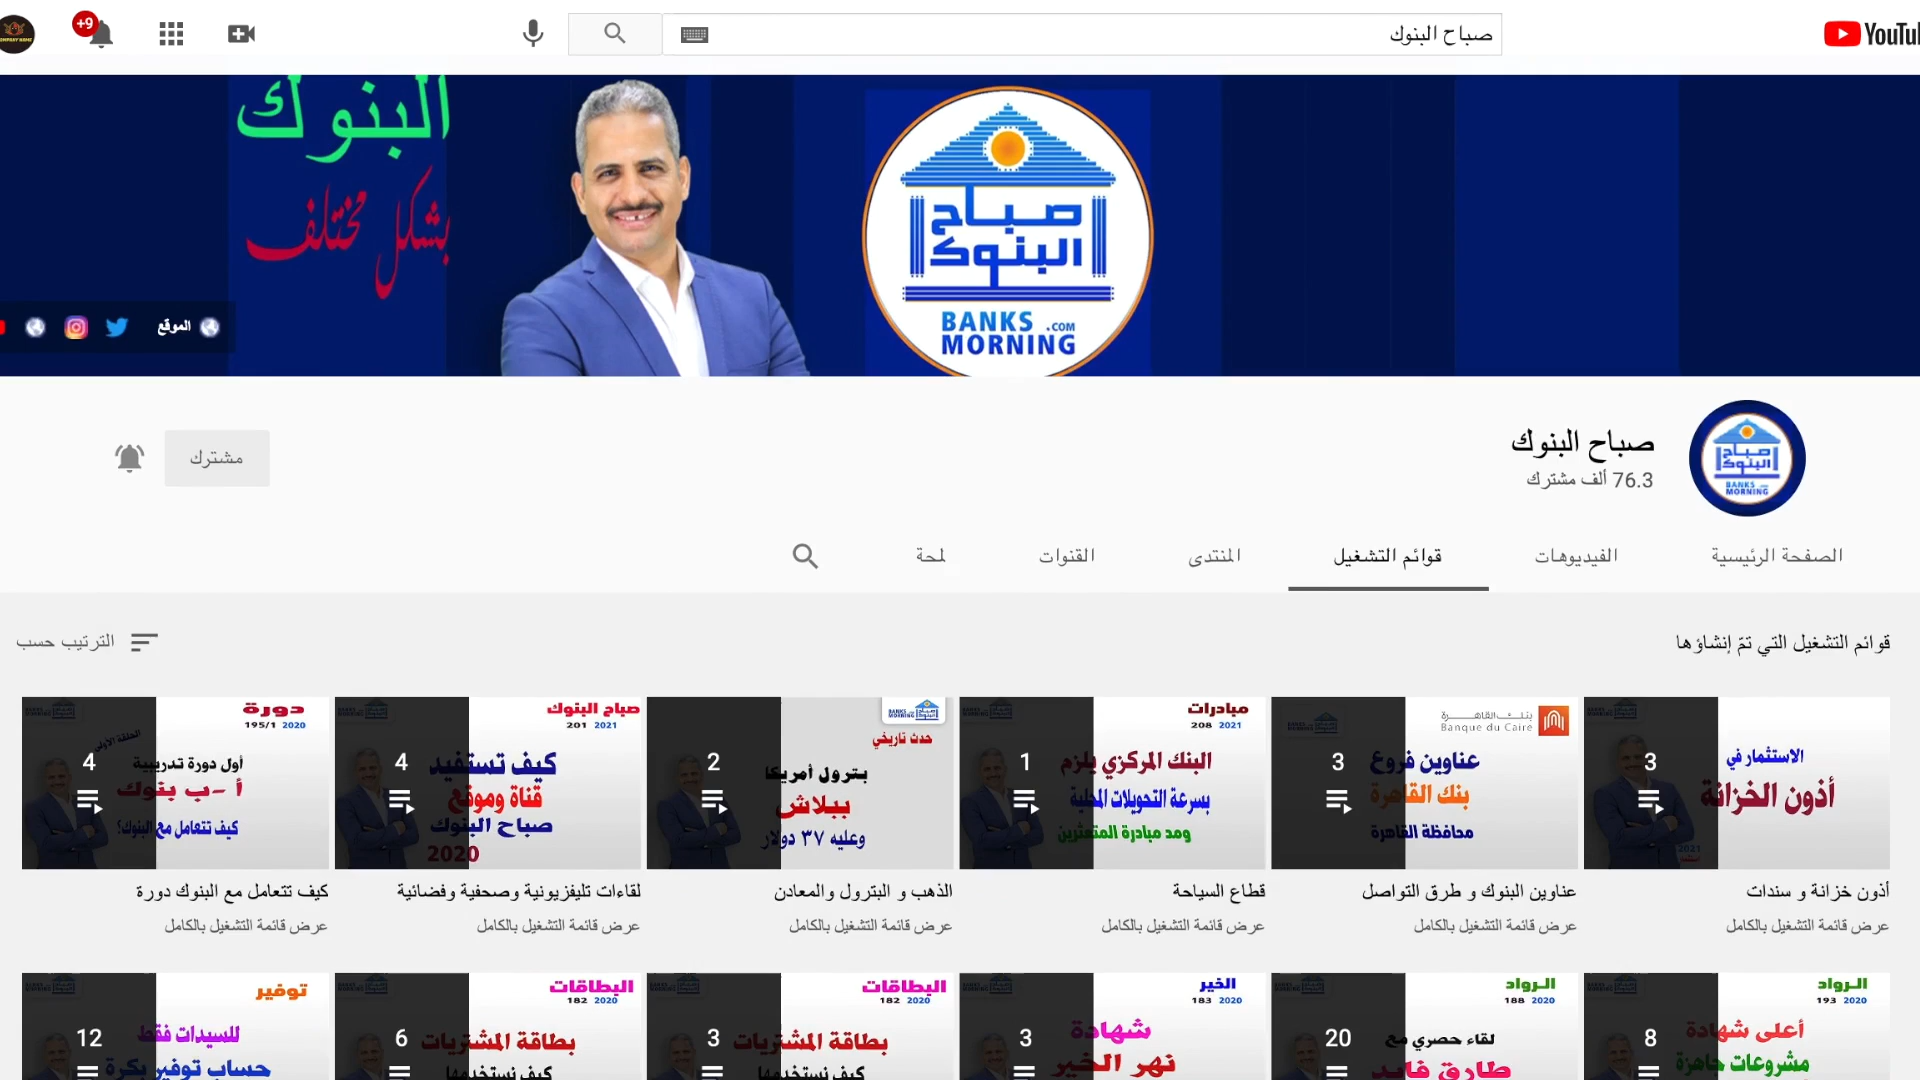 YouTu
صباح البنوك
+9
البنوك
بشكل مختلف
صباح
البنوك
BANKS .com
MORNING
الموقع
صباح البنوك
76.3 ألف مشترك
مشترك
الصفحة الرئيسية
الفيديوهات
قوائم التشغيل
المنتدى
القنوات
لمحة
قوائم التشغيل التي تمّ إنشاؤها
الترتيب حسب
الاستثمار في
أذون الخزانة
2021
3
أذون خزانة و سندات
عرض قائمة التشغيل بالكامل
بنك القاهرة
Banque du Caire
عناوين فروع
بنك القاهرة
محافظة القاهرة
3
عناوين البنوك و طرق التواصل
عرض قائمة التشغيل بالكامل
مبادرات
208 2021
البنك المركزي يلزم
بسرعة التحويلات المحلية
ومد مبادرة المتعثرين
1
قطاع السياحة
عرض قائمة التشغيل بالكامل
حدث تاريخي
بترول أمريكا
ببلاش
وعليه ٣٧ دولار
2
الذهب و البترول والمعادن
عرض قائمة التشغيل بالكامل
صباح البنوك
201 2021
كيف تستفيد
قناة وموقع
صباح البنوك
2020
4
لقاءات تليفزيونية وصحفية وفضائية
عرض قائمة التشغيل بالكامل
دورة
195/1 2020
الحلقة الأولى
أول دورة تدريبية
أ - ب بنوك
كيف تتعامل مع البنوك؟
4
كيف تتعامل مع البنوك دورة
عرض قائمة التشغيل بالكامل
الرواد
193 2020
أعلى شهادة
مشروعات جاهزة
8
الرواد
188 2020
لقاء حصري مع
طارق فايد
20
الخير
183 2020
شهادة
نهر الخير
3
البطاقات
182 2020
بطاقة المشتريات
كيف نستخدمها
3
البطاقات
182 2020
بطاقة المشتريات
كيف نستخدمها
6
توفير
للسيدات فقط
حساب توفير بكرة
12